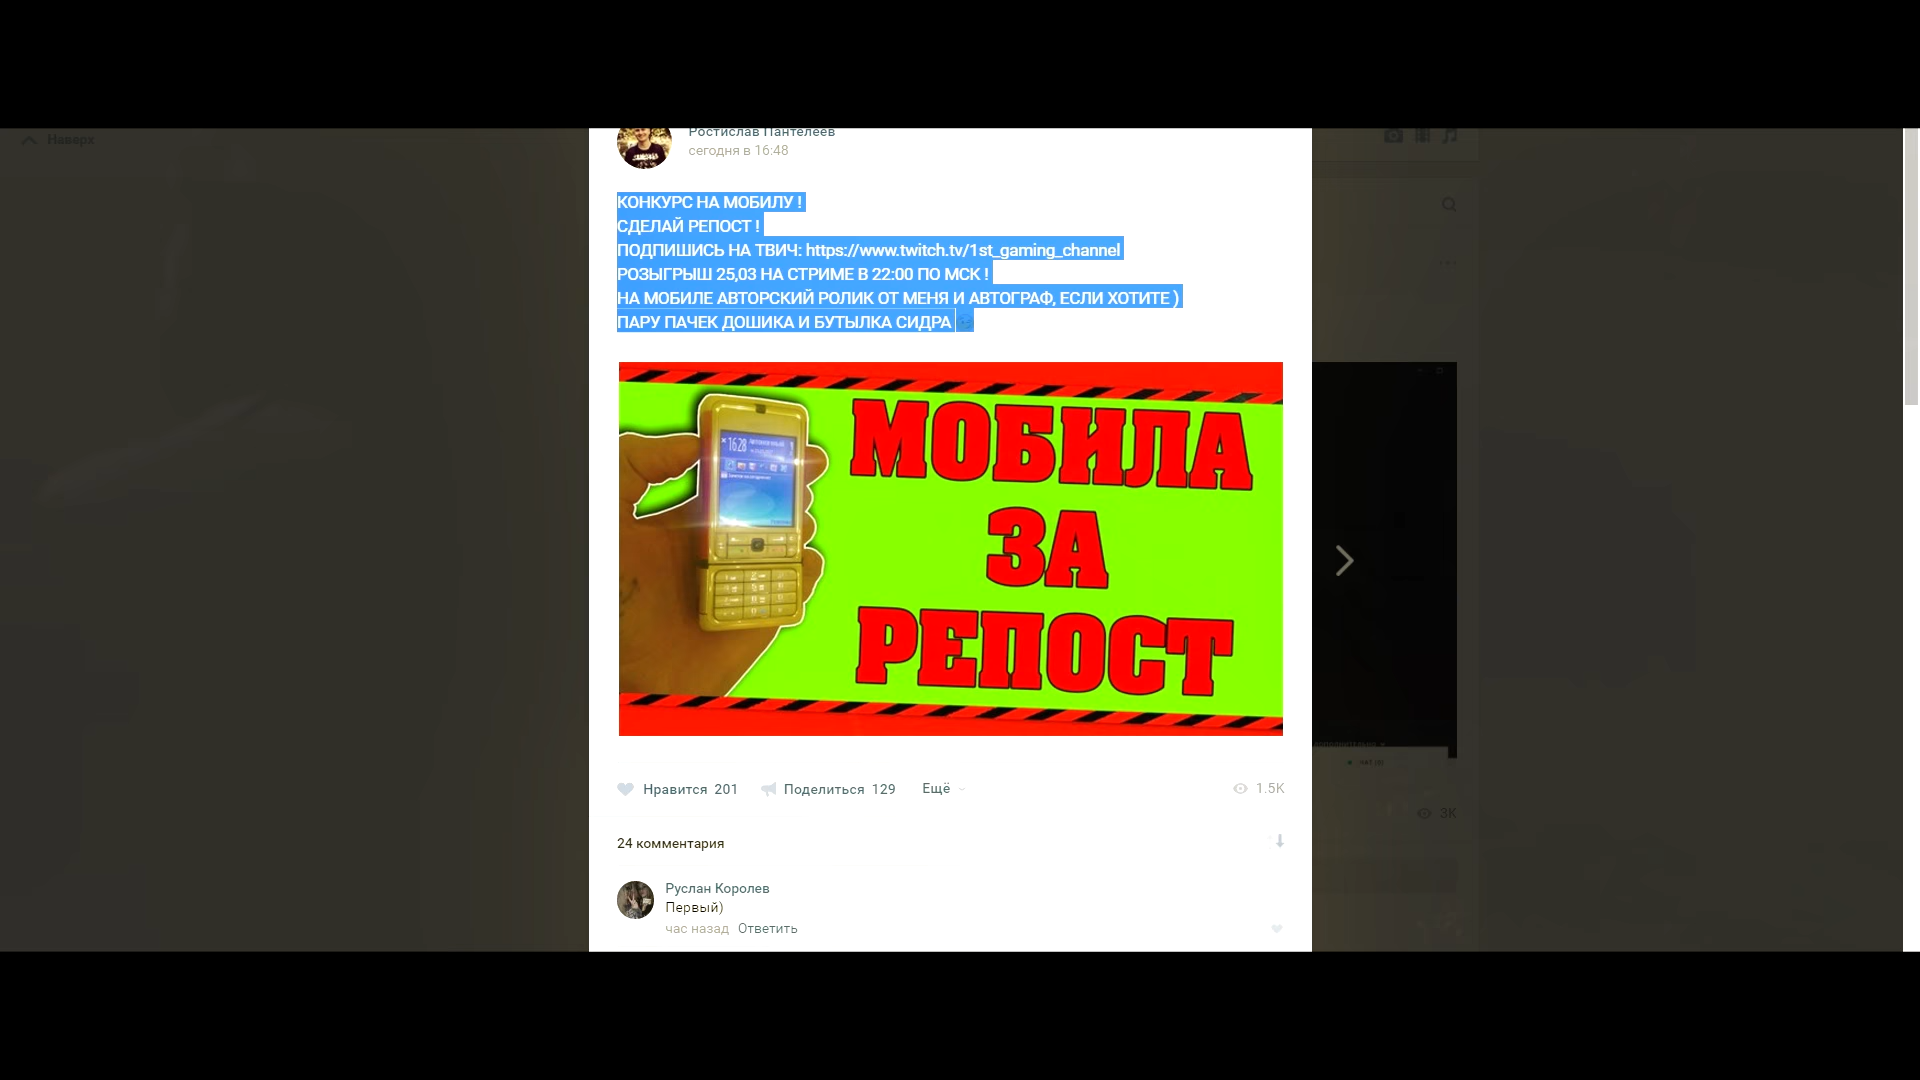 Наверх
Ростислав Пантелеев
сегодня в 16:48
КОНКУРС НА МОБИЛУ !
СДЕЛАЙ РЕПОСТ !
ПОДПИШИСЬ НА ТВИЧ: https://www.twitch.tv/1st_gaming_channel
РОЗЫГРЫШ 25,03 НА СТРИМЕ В 22:00 ПО МСК !
НА МОБИЛЕ АВТОРСКИЙ РОЛИК ОТ МЕНЯ И АВТОГРАФ, ЕСЛИ ХОТИТЕ )
ПАРУ ПАЧЕК ДОШИКА И БУТЫЛКА СИДРА
16:28
МОБИЛА
ЗА
РЕПОСТ
Нравится 201 Поделиться 129 Ещё 1.5K
3K
24 комментария
Руслан Королев
Первый)
час назад Ответить